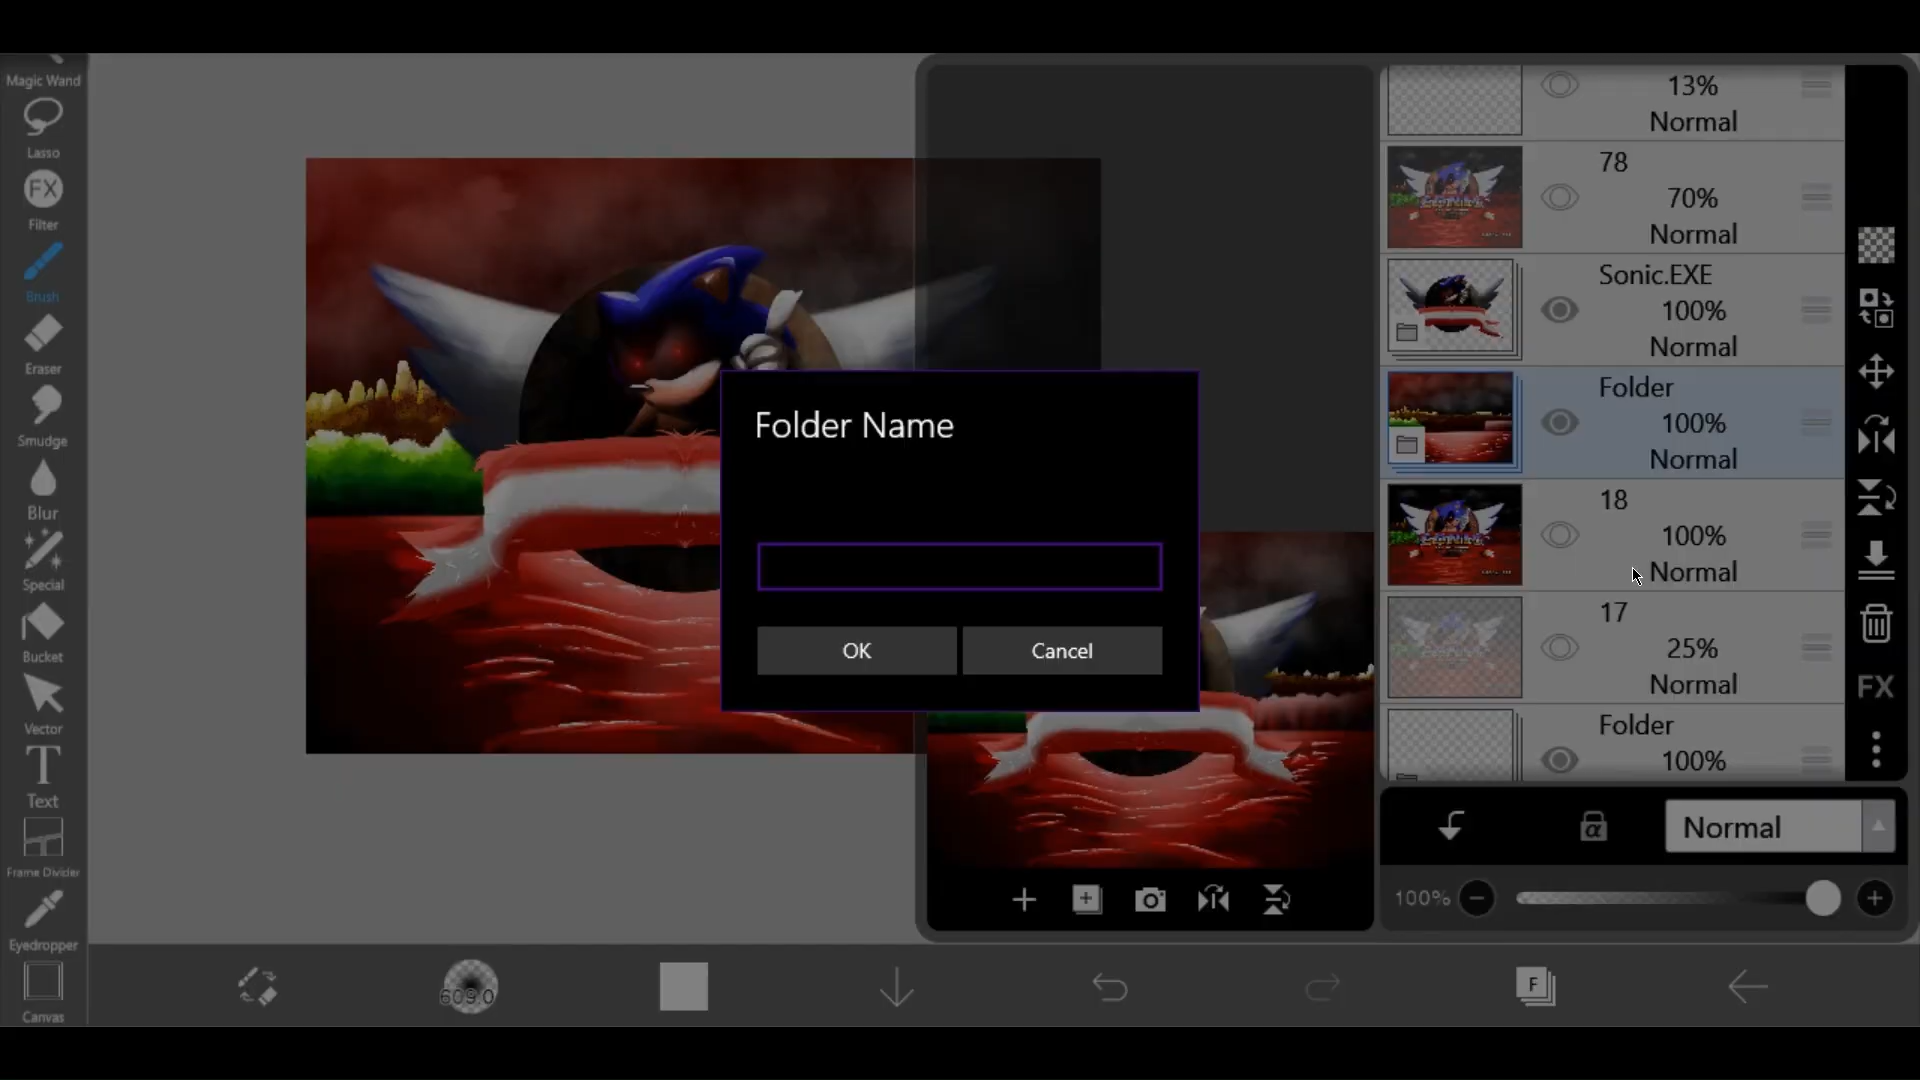 Magic Wand
Lasso
FX
Filter
Brush
Eraser
Smudge
Blur
Special
Bucket
Vector
T
Text
Frame Divider
Eyedropper
Canvas
13%
Normal
78
70%
Normal
Sonic.EXE
100%
Normal
Folder
100%
Normal
18
100%
Normal
17
25%
Normal
Folder
100%
FX
Folder Name
OK
Cancel
α
Normal
100%
609.0
F